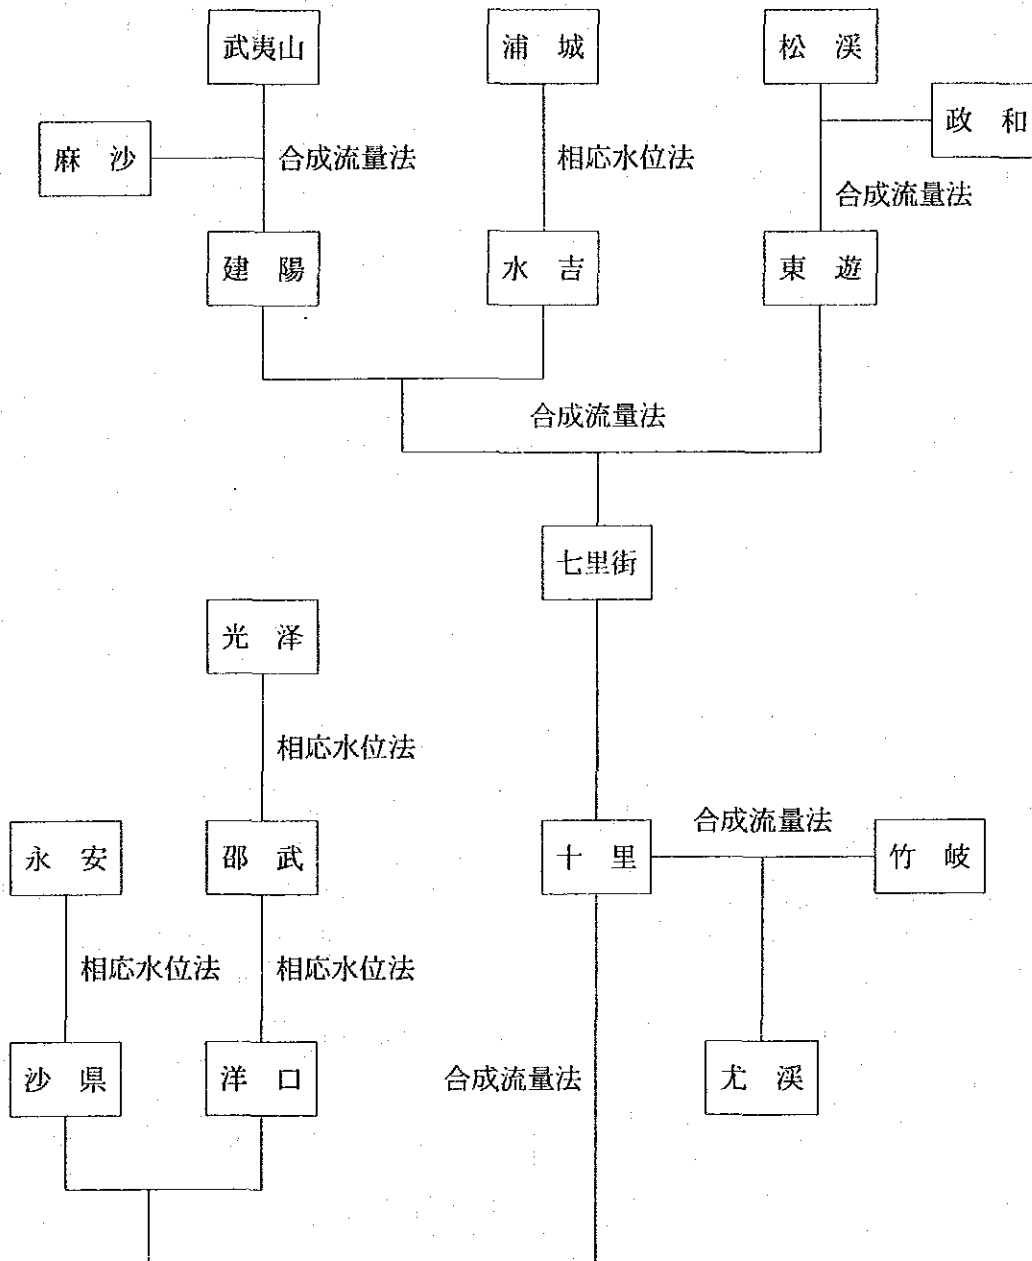 武夷山
浦 城
松 溪
政 和
麻 沙
合成流量法
相応水位法
合成流量法
建 陽
水 吉
東 遊
合成流量法
七里街
光 泽
相応水位法
合成流量法
永 安
邵 武
十 里
竹 岐
相応水位法
相応水位法
沙 県
洋 口
合成流量法
尤 溪